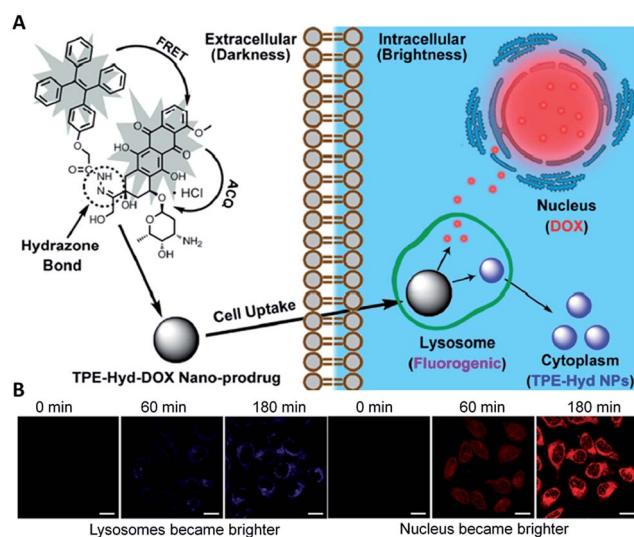 A
Extracellular
(Darkness)
Intracellular
(Brightness)
FRET
ACQ
O
O
OH
O
O
O
OH
O
NH
N
OH
HO
HCl
O
O
NH₂
OH
Hydrazone
Bond
Cell Uptake
TPE-Hyd-DOX Nano-prodrug
Nucleus
(DOX)
Lysosome
(Fluorogenic)
Cytoplasm
(TPE-Hyd NPs)
B
0 min 60 min 180 min 0 min 60 min 180 min
Lysosomes became brighter Nucleus became brighter